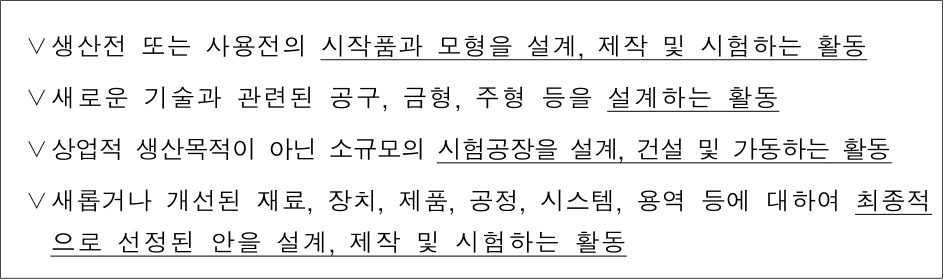 ∨생산전 또는 사용전의 시작품과 모형을 설계, 제작 및 시험하는 활동
∨새로운 기술과 관련된 공구, 금형, 주형 등을 설계하는 활동
∨상업적 생산목적이 아닌 소규모의 시험공장을 설계, 건설 및 가동하는 활동
∨새롭거나 개선된 재료, 장치, 제품, 공정, 시스템, 용역 등에 대하여 최종적
으로 선정된 안을 설계, 제작 및 시험하는 활동